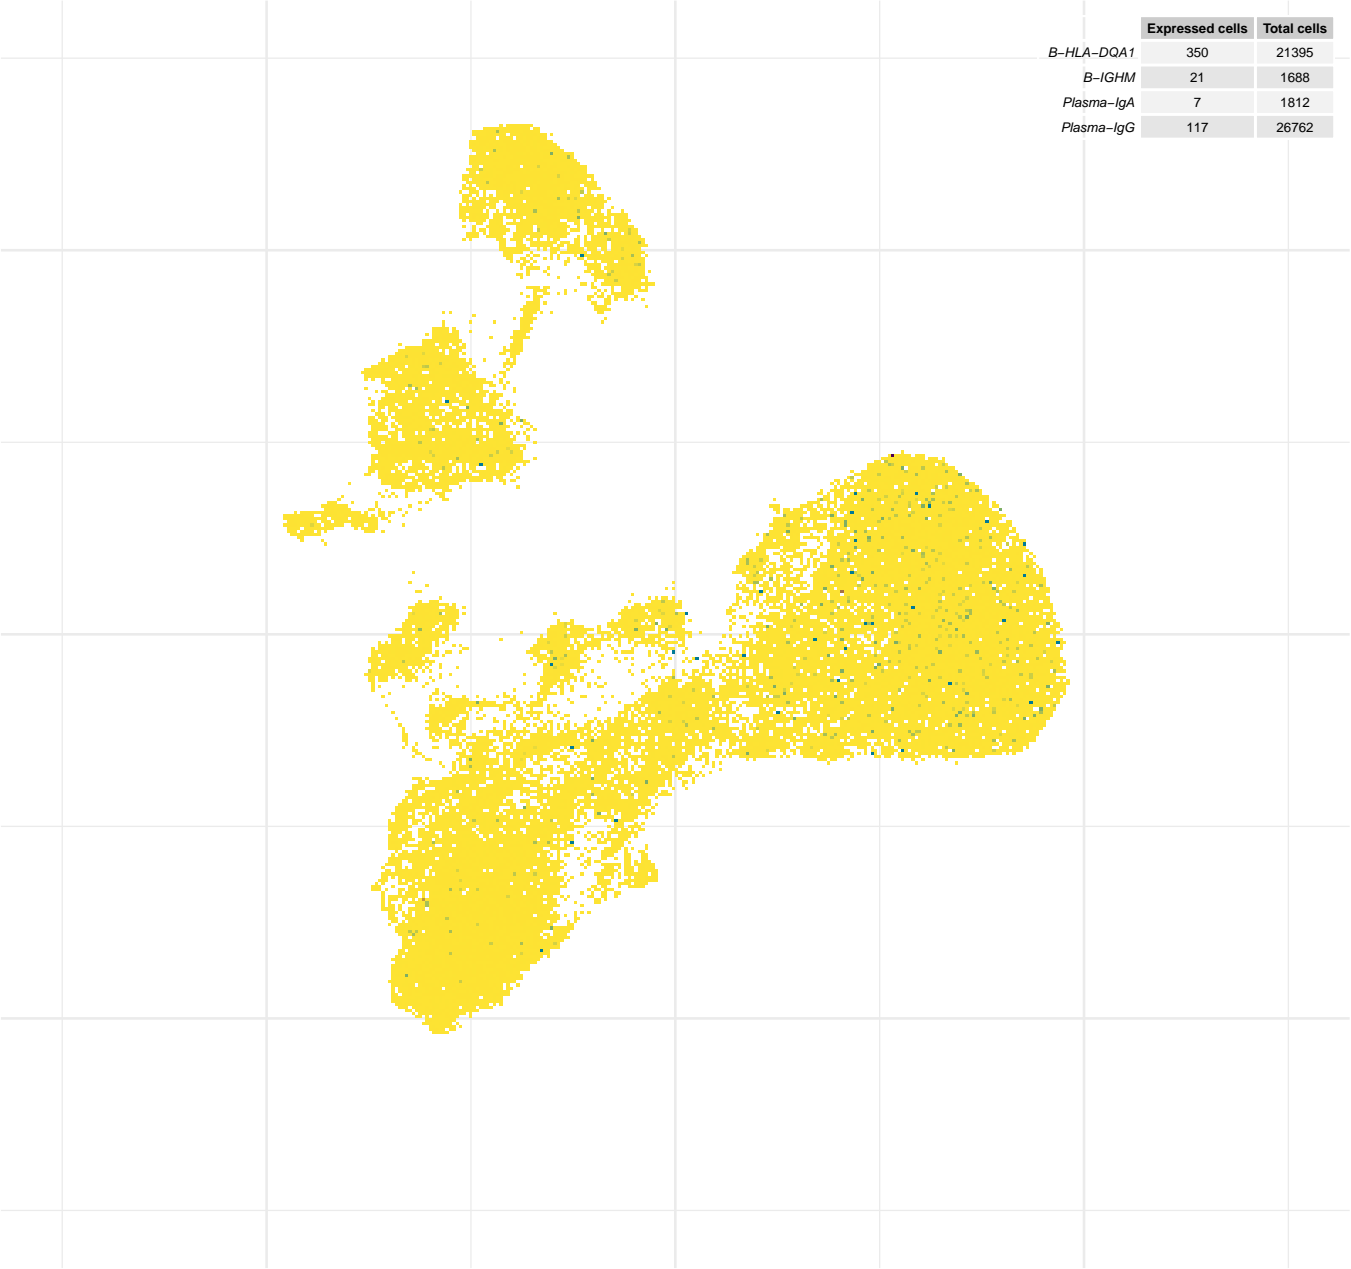 Expressed cells Total cells
B−HLA−DQA1 350 21395
B−IGHM 21 1688
Plasma−IgA 7 1812
Plasma−IgG 117 26762